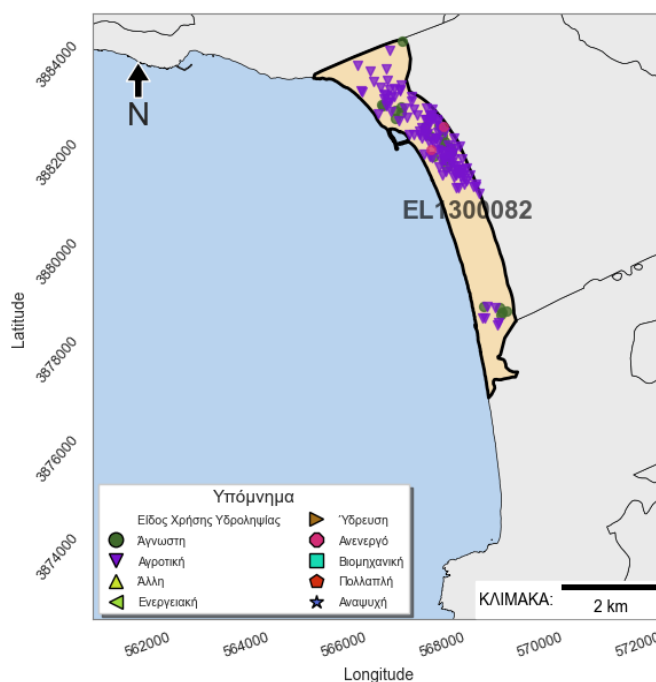 3884000
3882000
3880000
3878000
3876000
3874000
Latitude
N
EL1300082
Υπόμνημα
Είδος Χρήσης Υδροληψίας
Άγνωστη
Αγροτική
Άλλη
Ενεργειακή
Ύδρευση
Ανενεργό
Βιομηχανική
Πολλαπλή
Αναψυχή
ΚΛΙΜΑΚΑ:
2 km
562000
564000
566000
568000
570000
572000
Longitude